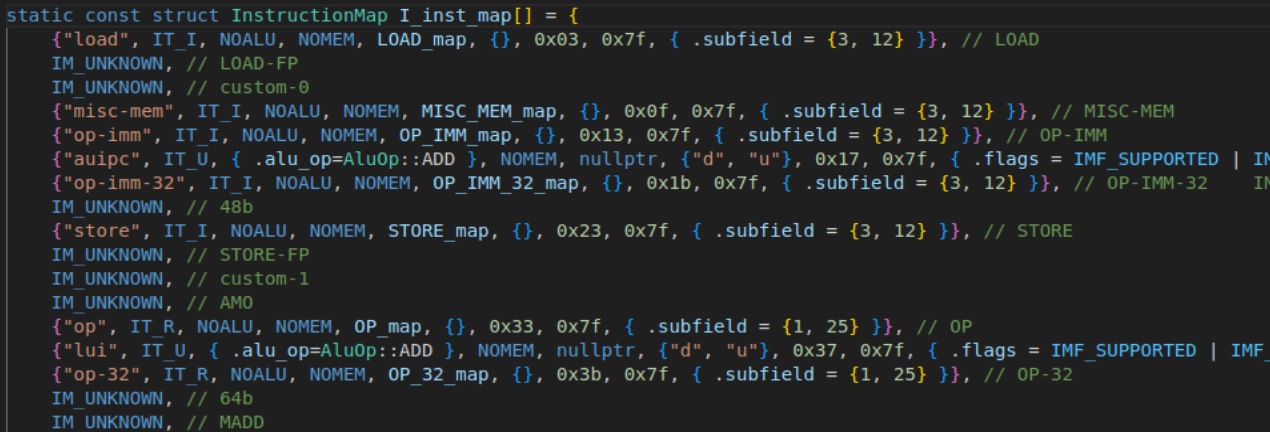 static const struct InstructionMap I_inst_map[] = {
    {"load", IT_I, NOALU, NOMEM, LOAD_map, {}, 0x03, 0x7f, { .subfield = {3, 12} }}, // LOAD
    IM_UNKNOWN, // LOAD-FP
    IM_UNKNOWN, // custom-0
    {"misc-mem", IT_I, NOALU, NOMEM, MISC_MEM_map, {}, 0x0f, 0x7f, { .subfield = {3, 12} }}, // MISC-MEM
    {"op-imm", IT_I, NOALU, NOMEM, OP_IMM_map, {}, 0x13, 0x7f, { .subfield = {3, 12} }}, // OP-IMM
    {"auipc", IT_U, { .alu_op=AluOp::ADD }, NOMEM, nullptr, {"d", "u"}, 0x17, 0x7f, { .flags = IMF_SUPPORTED | IM
    {"op-imm-32", IT_I, NOALU, NOMEM, OP_IMM_32_map, {}, 0x1b, 0x7f, { .subfield = {3, 12} }}, // OP-IMM-32    IM
    IM_UNKNOWN, // 48b
    {"store", IT_I, NOALU, NOMEM, STORE_map, {}, 0x23, 0x7f, { .subfield = {3, 12} }}, // STORE
    IM_UNKNOWN, // STORE-FP
    IM_UNKNOWN, // custom-1
    IM_UNKNOWN, // AMO
    {"op", IT_R, NOALU, NOMEM, OP_map, {}, 0x33, 0x7f, { .subfield = {1, 25} }}, // OP
    {"lui", IT_U, { .alu_op=AluOp::ADD }, NOMEM, nullptr, {"d", "u"}, 0x37, 0x7f, { .flags = IMF_SUPPORTED | IMF_
    {"op-32", IT_R, NOALU, NOMEM, OP_32_map, {}, 0x3b, 0x7f, { .subfield = {1, 25} }}, // OP-32
    IM_UNKNOWN, // 64b
    IM_UNKNOWN, // MADD